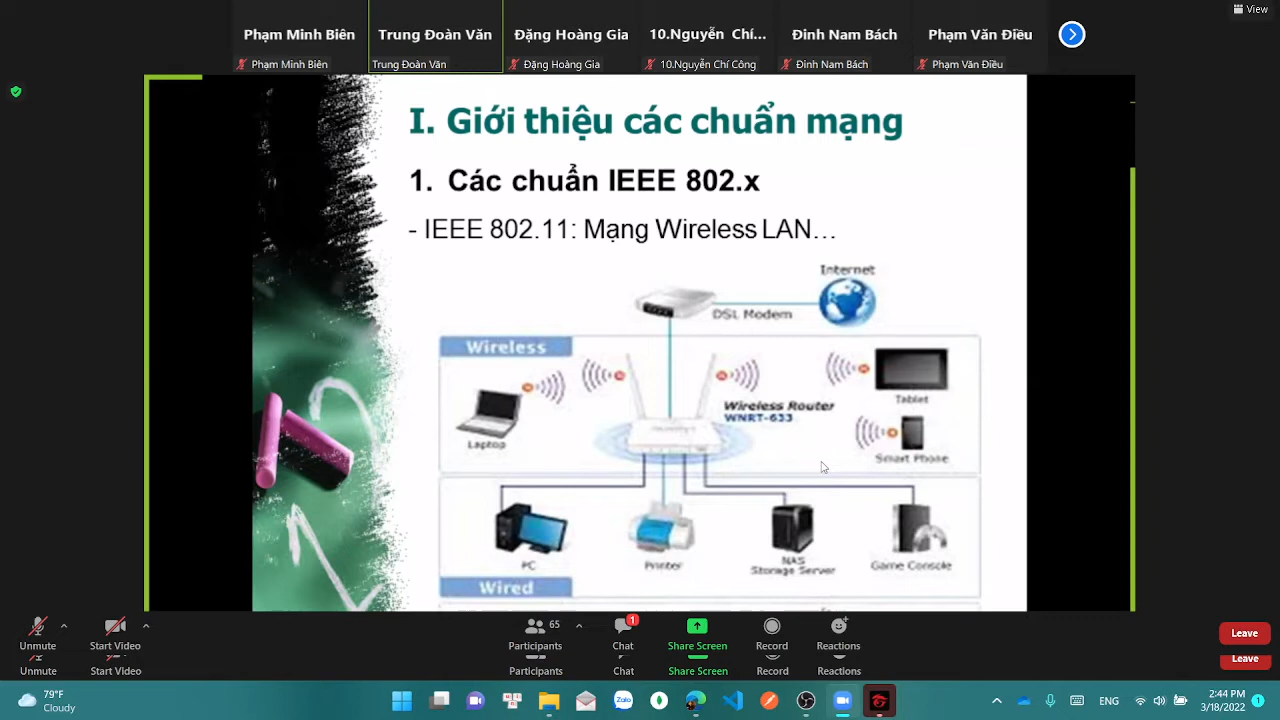 View
Phạm Minh Biên
Trung Đoàn Văn
Đặng Hoàng Gia
10.Nguyễn Chí...
Đinh Nam Bách
Phạm Văn Điều
Phạm Minh Biên
Trung Đoàn Văn
Đặng Hoàng Gia
10.Nguyễn Chí Công
Đinh Nam Bách
Phạm Văn Điều
I. Giới thiệu các chuẩn mạng
1. Các chuẩn IEEE 802.x
- IEEE 802.11: Mạng Wireless LAN…
Internet
DSL Modem
Wireless
Wireless Router
WNRT-633
Tablet
Laptop
Smart Phone
PC
Printer
NAS
Storage Server
Game Console
Wired
65
1
Unmute
Start Video
Participants
Chat
Share Screen
Record
Reactions
Leave
Unmute
Start Video
Participants
Chat
Share Screen
Record
Reactions
Leave
79°F
Cloudy
Zalo
ENG
2:44 PM
3/18/2022
1